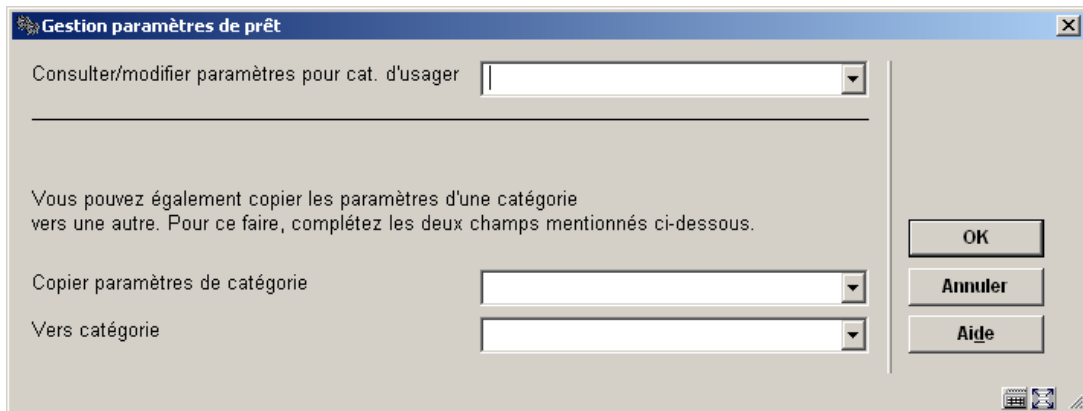 Gestion paramètres de prêt
Consulter/modifier paramètres pour cat. d'usager
Vous pouvez également copier les paramètres d'une catégorie
vers une autre. Pour ce faire, complétez les deux champs mentionnés ci-dessous.
OK
Copier paramètres de catégorie
Annuler
Vers catégorie
Aide